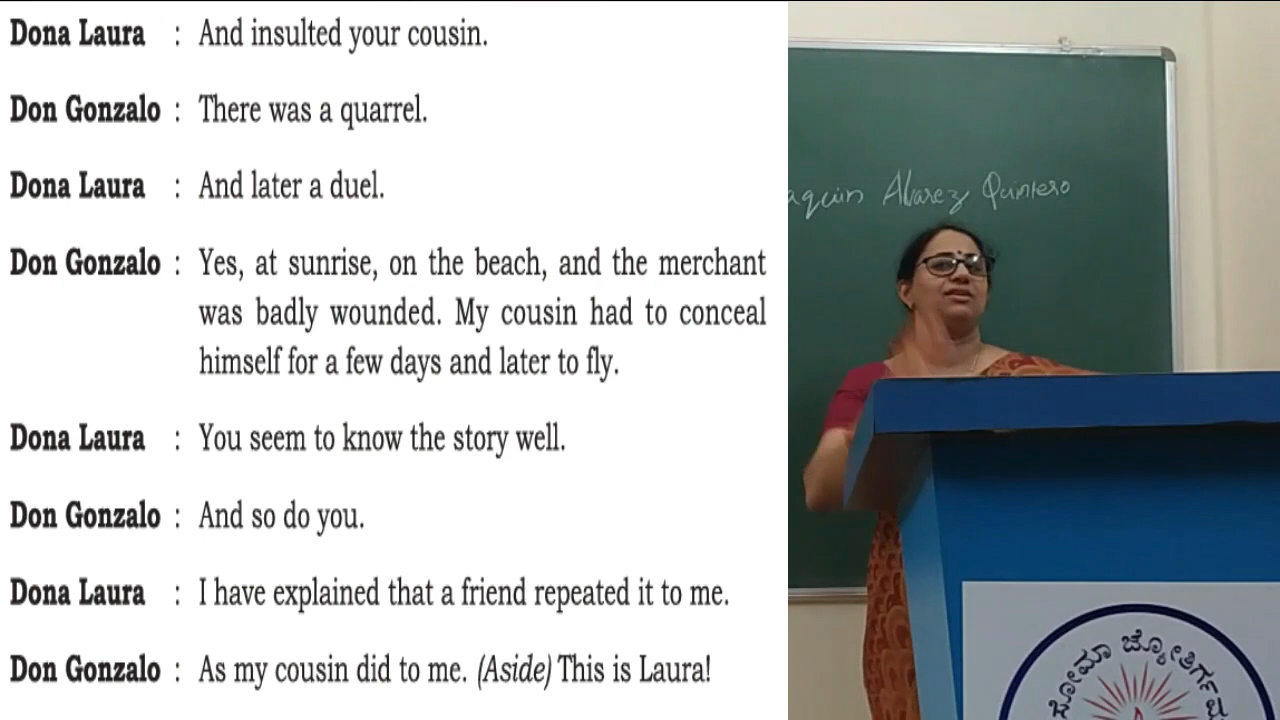 Dona Laura : And insulted your cousin.
Don Gonzalo : There was a quarrel.
Dona Laura : And later a duel.
Don Gonzalo : Yes, at sunrise, on the beach, and the merchant
was badly wounded. My cousin had to conceal
himself for a few days and later to fly.
Dona Laura : You seem to know the story well.
Don Gonzalo : And so do you.
Dona Laura : I have explained that a friend repeated it to me.
Don Gonzalo : As my cousin did to me. (Aside) This is Laura!
aquin Alvarez Quintero
ಸೋಮಾ ಜ್ಯೋತಿರ್ಗಮ